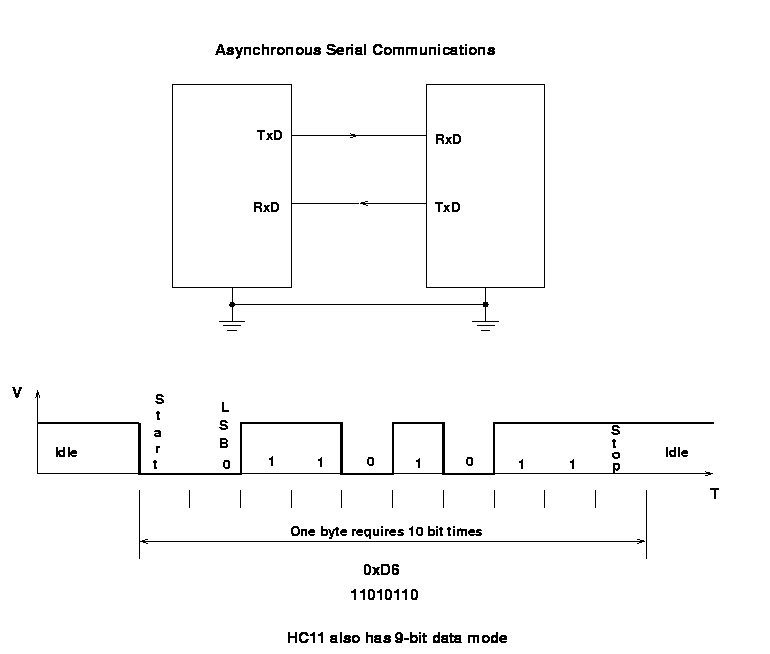 Asynchronous Serial Communications
TxD
RxD
RxD
TxD
V
Start
LSB
Stop
Idle
0
1
1
0
1
0
1
1
Idle
T
One byte requires 10 bit times
0xD6
11010110
HC11 also has 9-bit data mode